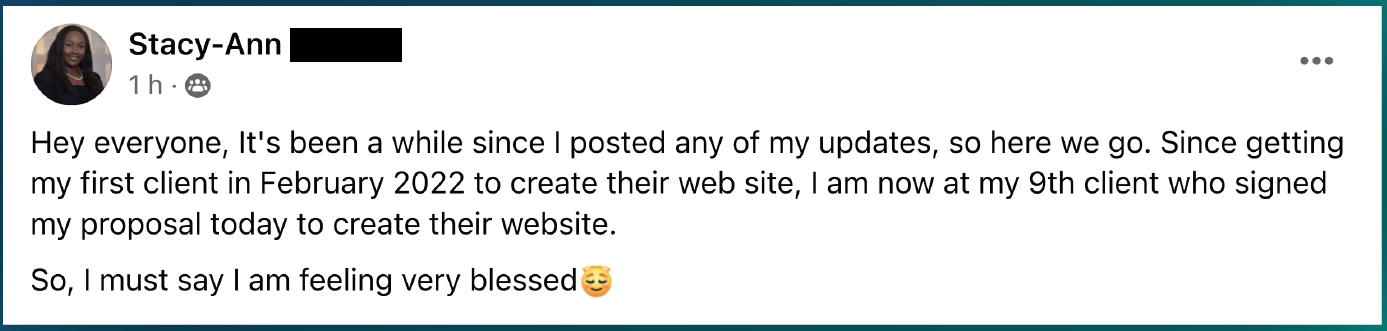 Stacy-Ann
1 h ·
Hey everyone, It's been a while since I posted any of my updates, so here we go. Since getting
my first client in February 2022 to create their web site, I am now at my 9th client who signed
my proposal today to create their website.
So, I must say I am feeling very blessed😇